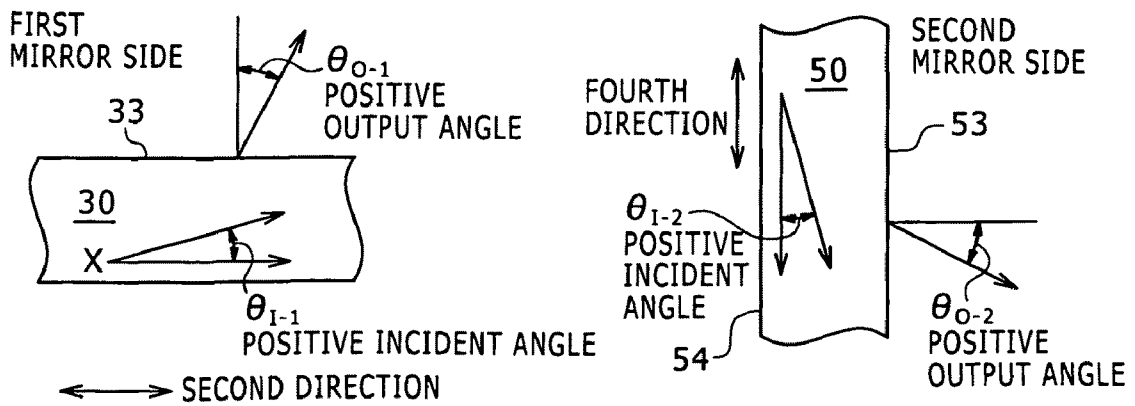 FIRST
MIRROR SIDE
θO-1
POSITIVE
OUTPUT ANGLE
33
30
X
θI-1
POSITIVE INCIDENT ANGLE
SECOND DIRECTION
50
SECOND
MIRROR SIDE
FOURTH
DIRECTION
53
θI-2
POSITIVE
INCIDENT
ANGLE
54
θO-2
POSITIVE
OUTPUT ANGLE